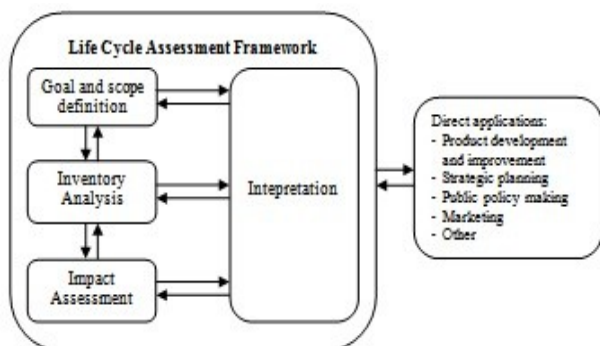 Life Cycle Assessment Framework
Goal and scope
definition
Inventory
Analysis
Impact
Assessment
Intepretation
Direct applications:
- Product development
and improvement
- Strategic planning
- Public policy making
- Marketing
- Other